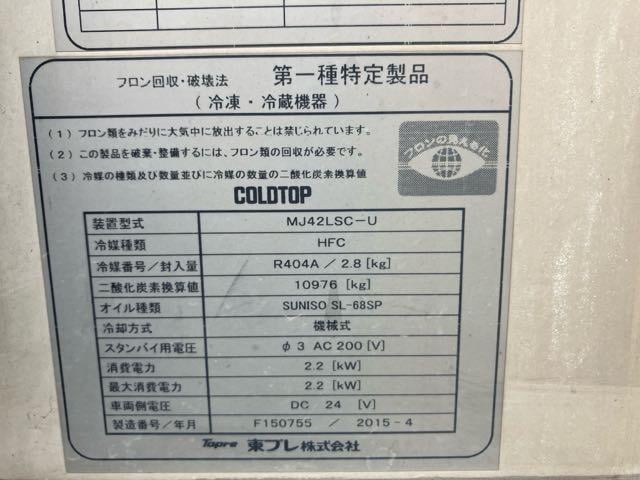 フロン回収・破壊法 第一種特定製品
(冷凍・冷蔵機器)
(1) フロン類をみだりに大気中に放出することは禁じられています。
(2) この製品を廃棄・整備するには、フロン類の回収が必要です。
(3) 冷媒の種類及び数量並びに冷媒の数量の二酸化炭素換算値
フロンの見える化
COLDTOP
装置型式 MJ42LSC-U
冷媒種類 HFC
冷媒番号/封入量 R404A / 2.8 [kg]
二酸化炭素換算値 10976 [kg]
オイル種類 SUNISO SL-68SP
冷却方式 機械式
スタンバイ用電圧 φ3 AC 200 [V]
消費電力 2.2 [kW]
最大消費電力 2.2 [kW]
車両側電圧 DC 24 [V]
製造番号/年月 F150755 / 2015-4
Topre 東プレ株式会社